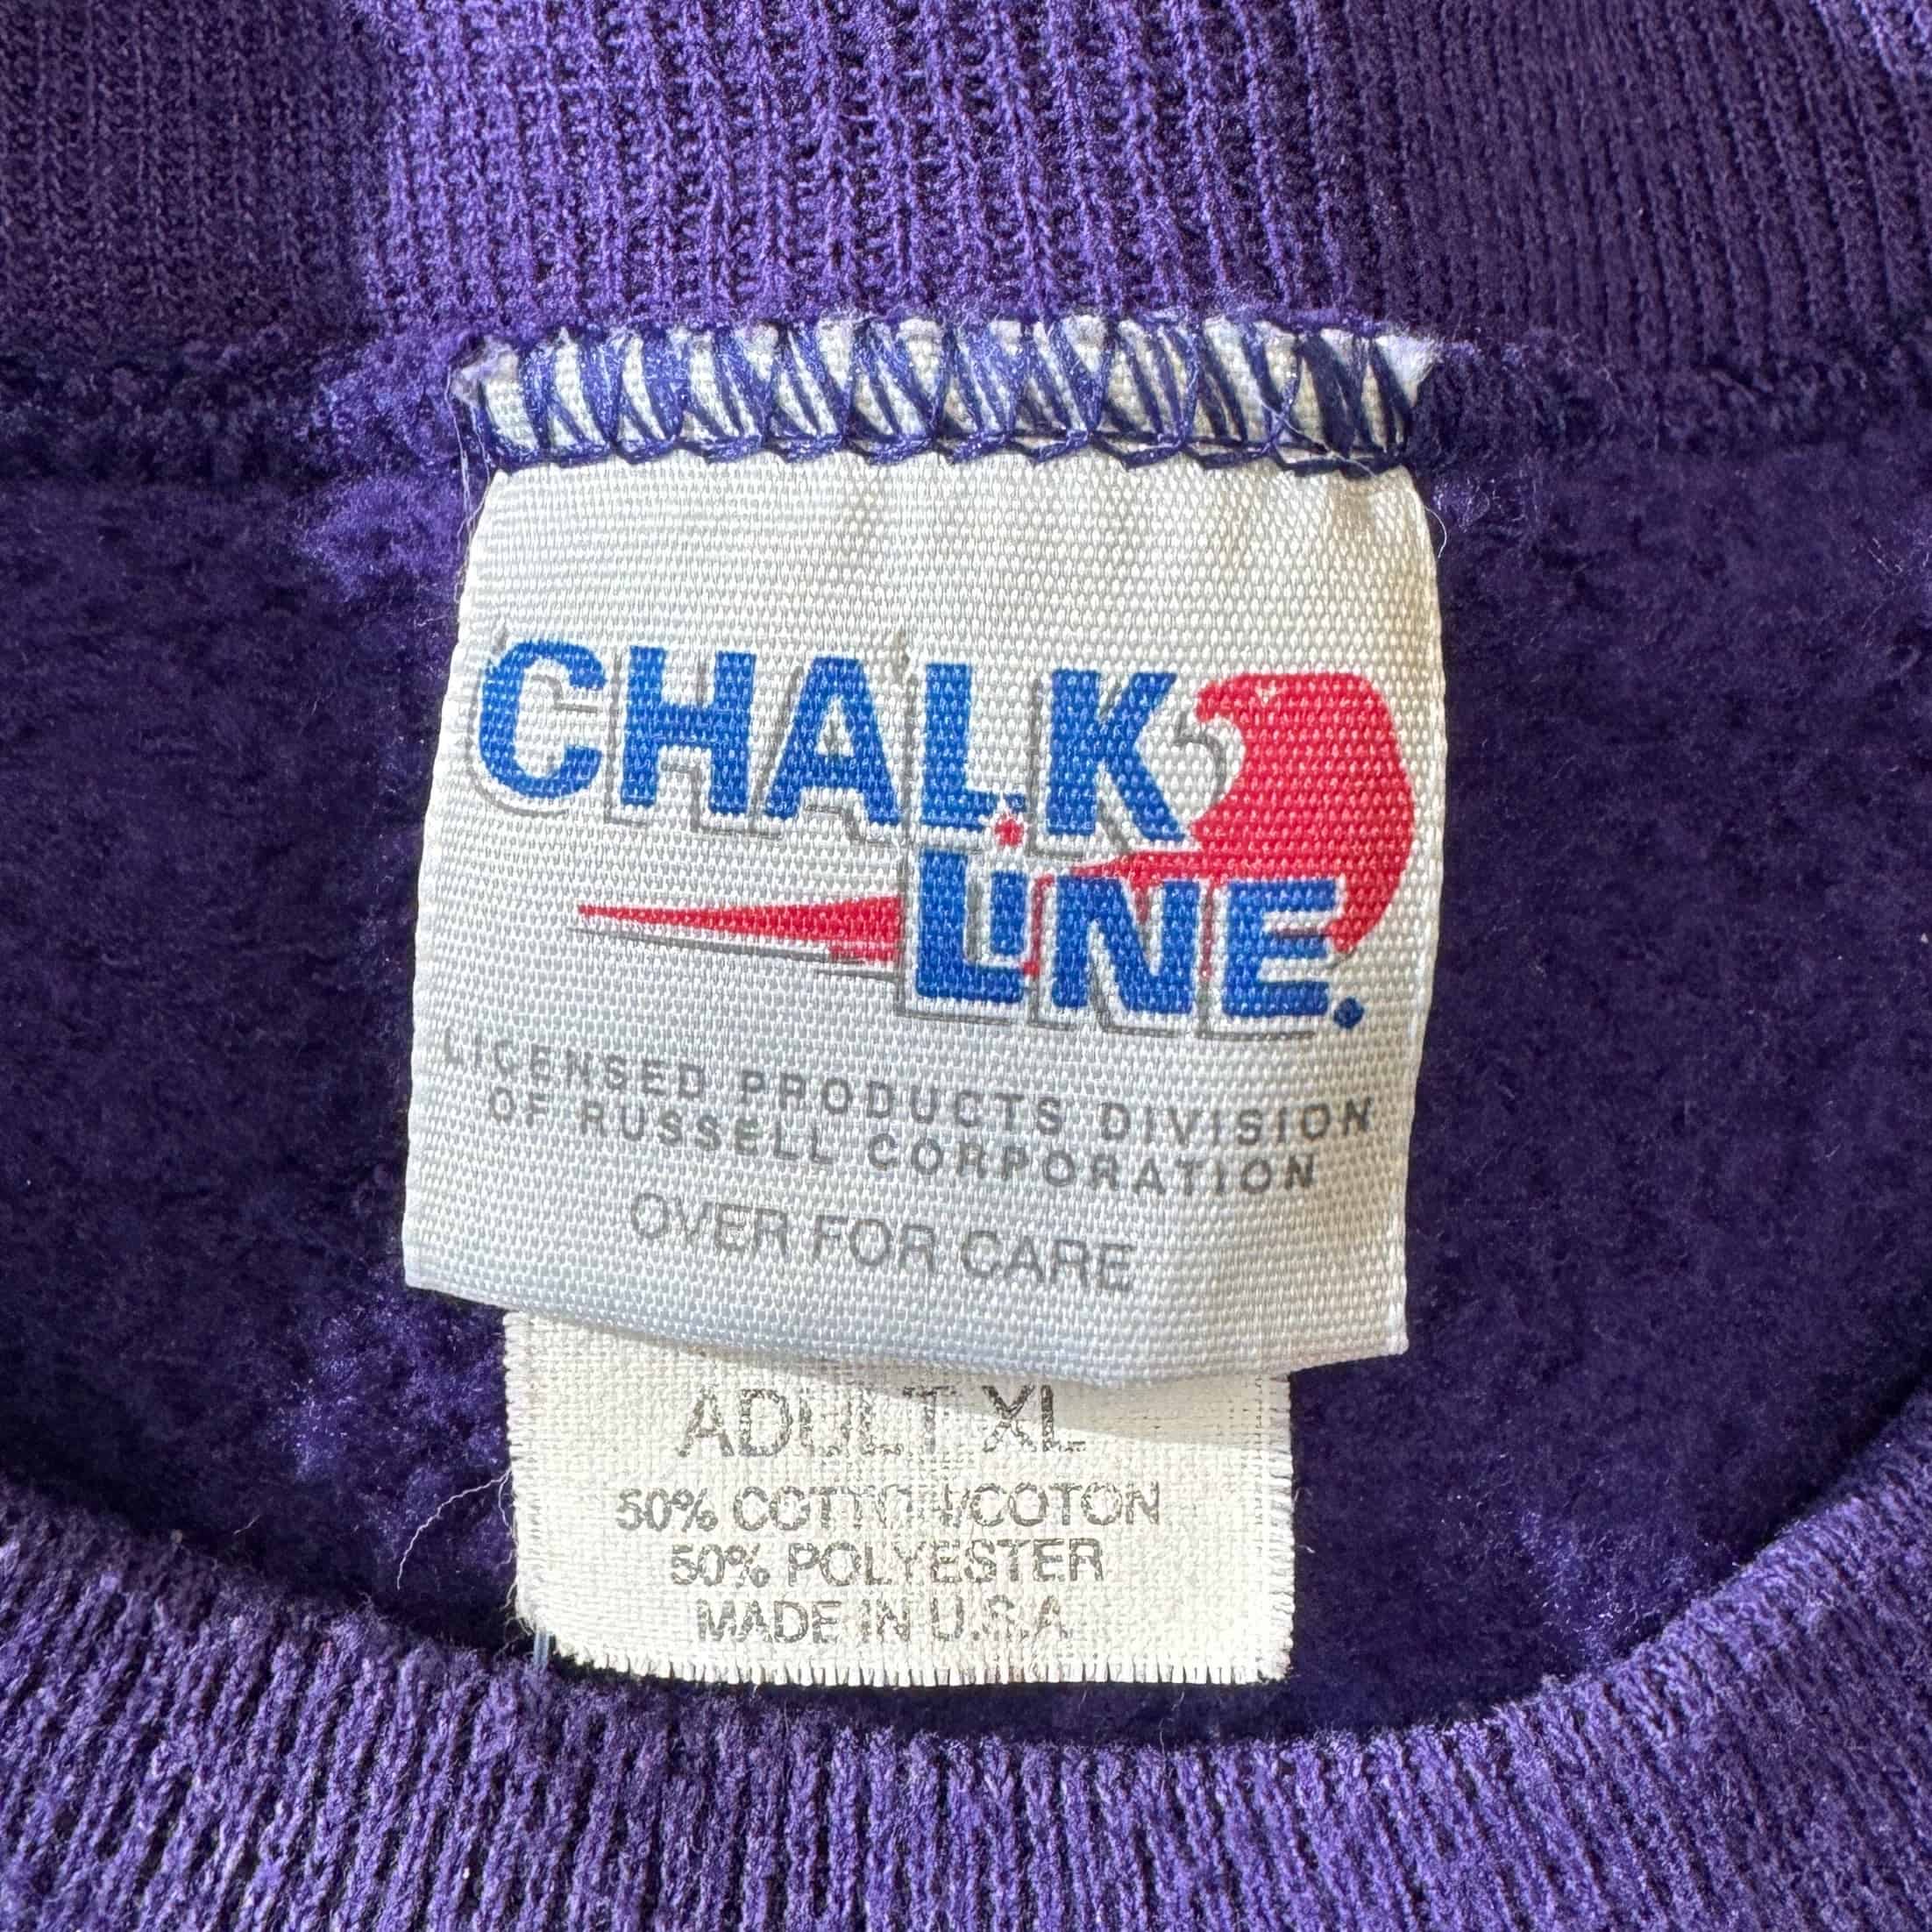 CHALK
LINE.
LICENSED PRODUCTS DIVISION
OF RUSSELL CORPORATION
OVER FOR CARE
ADULT XL
50% COTTON/COTON
50% POLYESTER
MADE IN U.S.A